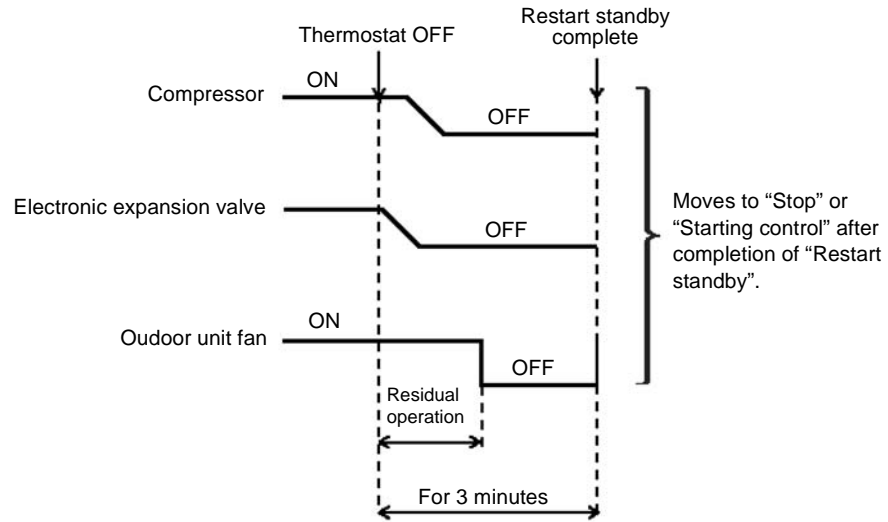 Thermostat OFF
Restart standby
complete
ON
Compressor
OFF
Electronic expansion valve
OFF
Moves to “Stop” or
“Starting control” after
completion of “Restart
standby”.
ON
Oudoor unit fan
OFF
Residual
operation
For 3 minutes